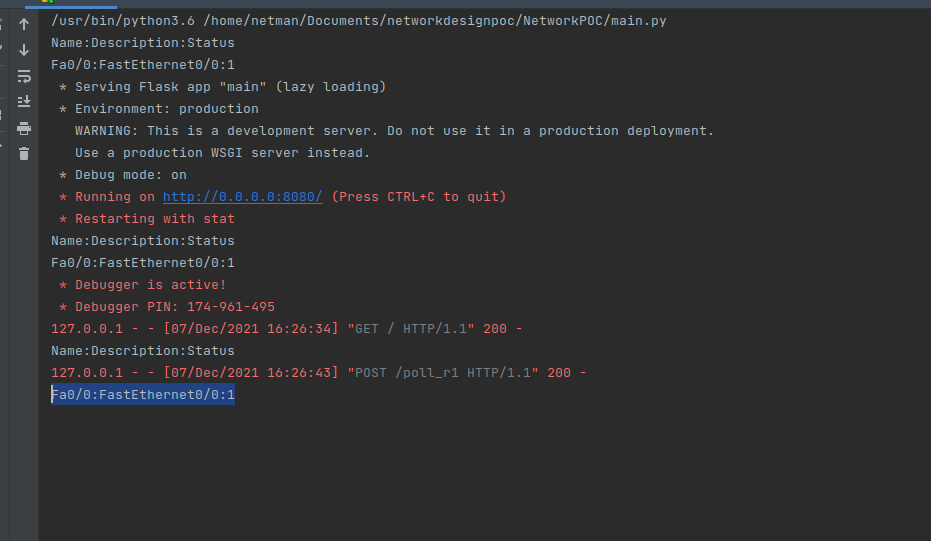 /usr/bin/python3.6 /home/netman/Documents/networkdesignpoc/NetworkPOC/main.py
Name:Description:Status
Fa0/0:FastEthernet0/0:1
* Serving Flask app "main" (lazy loading)
* Environment: production
WARNING: This is a development server. Do not use it in a production deployment.
Use a production WSGI server instead.
* Debug mode: on
* Running on http://0.0.0.0:8080/ (Press CTRL+C to quit)
* Restarting with stat
Name:Description:Status
Fa0/0:FastEthernet0/0:1
* Debugger is active!
* Debugger PIN: 174-961-495
127.0.0.1 - - [07/Dec/2021 16:26:34] "GET / HTTP/1.1" 200 -
Name:Description:Status
127.0.0.1 - - [07/Dec/2021 16:26:43] "POST /poll_r1 HTTP/1.1" 200 -
Fa0/0:FastEthernet0/0:1